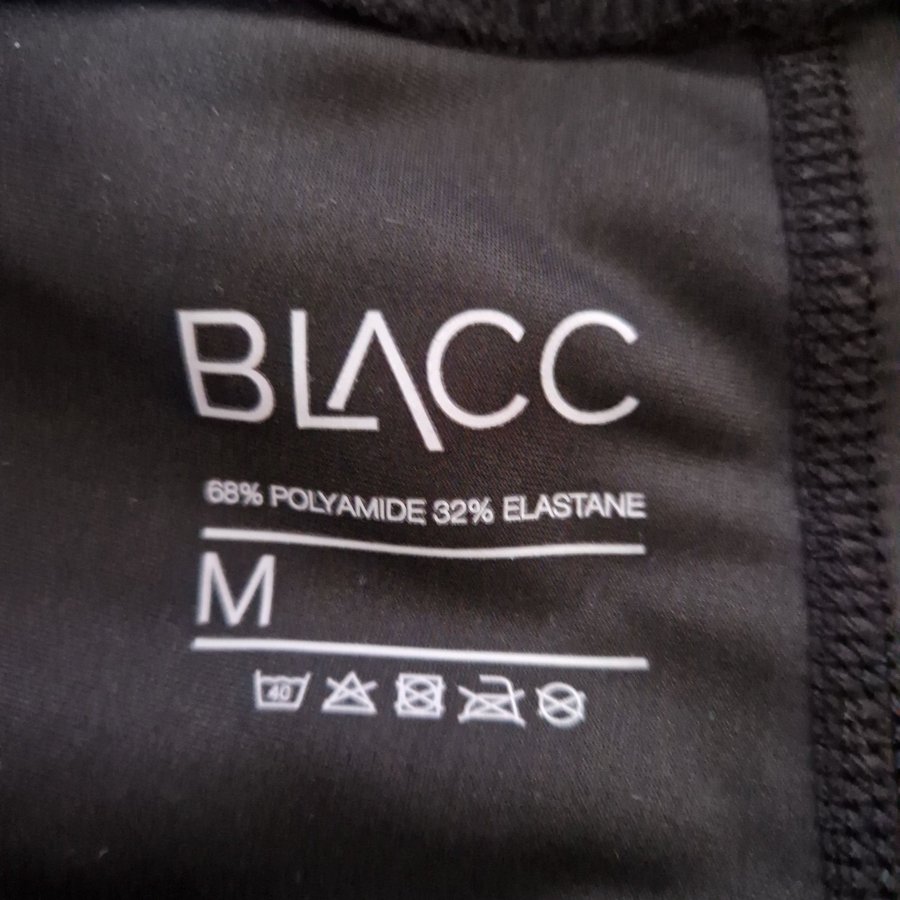 BLACC
68% POLYAMIDE 32% ELASTANE
M
40